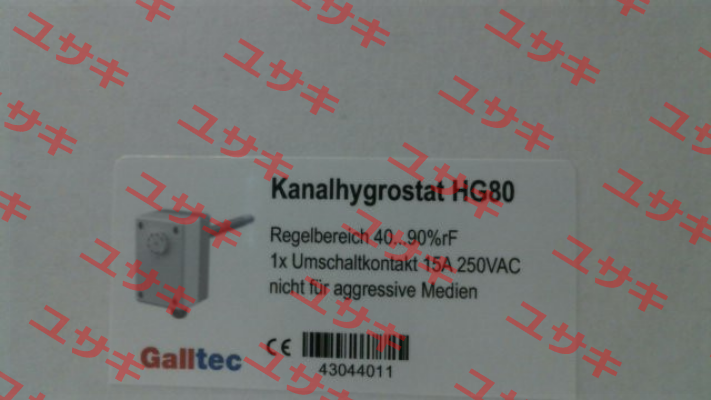 ユサキ
Kanalhygrostat HG80
Regelbereich 40...90%rF
1x Umschaltkontakt 15A 250VAC
nicht für aggressive Medien
Galltec
CE
43044011